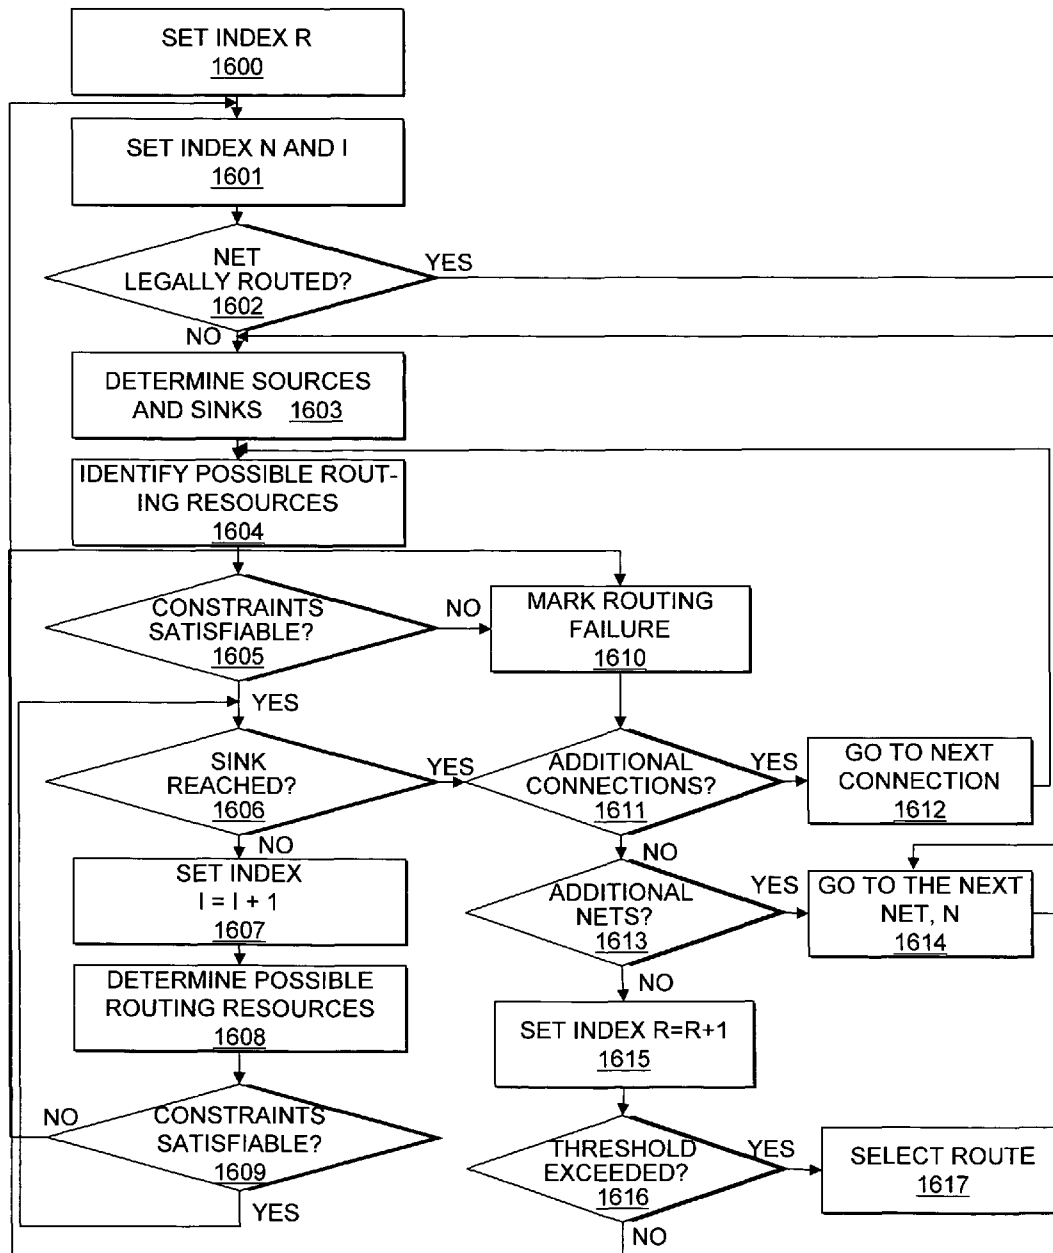 SET INDEX R
1600
SET INDEX N AND I
1601
NET
LEGALLY ROUTED?
1602
YES
NO
DETERMINE SOURCES
AND SINKS 1603
IDENTIFY POSSIBLE ROUT-
ING RESOURCES
1604
CONSTRAINTS
SATISFIABLE?
1605
NO
MARK ROUTING
FAILURE
1610
YES
SINK
REACHED?
1606
YES
ADDITIONAL
CONNECTIONS?
1611
YES
GO TO NEXT
CONNECTION
1612
NO
NO
SET INDEX
I = I + 1
1607
ADDITIONAL
NETS?
1613
YES
GO TO THE NEXT
NET, N
1614
DETERMINE POSSIBLE
ROUTING RESOURCES
1608
NO
SET INDEX R=R+1
1615
NO
CONSTRAINTS
SATISFIABLE?
1609
YES
THRESHOLD
EXCEEDED?
1616
YES
SELECT ROUTE
1617
NO